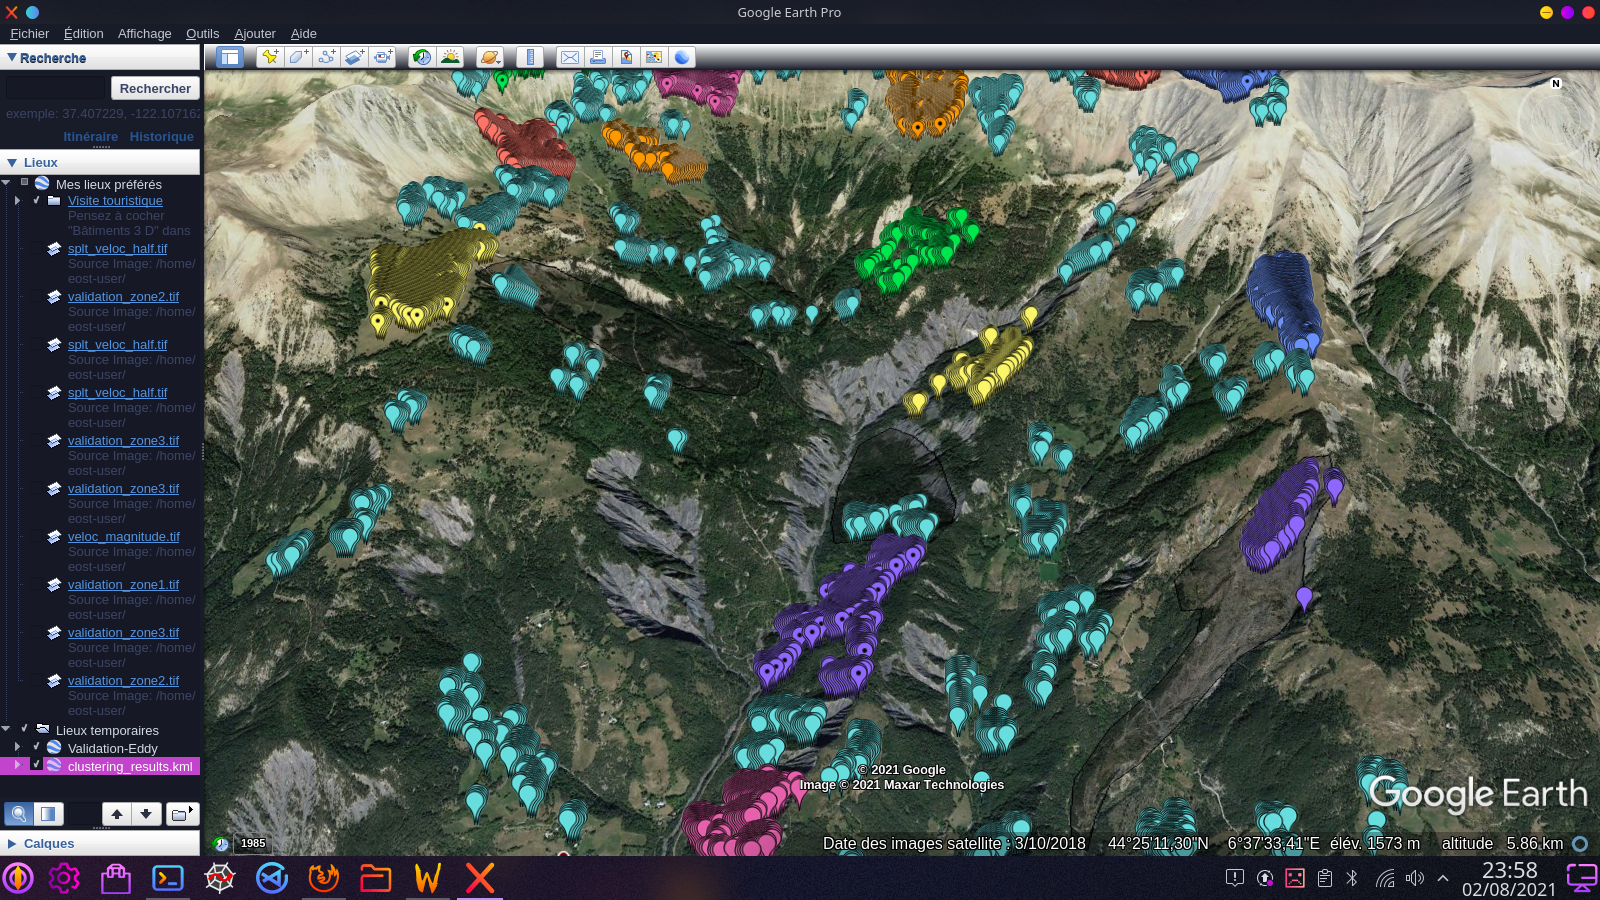 Google Earth Pro
Fichier Édition Affichage Outils Ajouter Aide
Recherche
Rechercher
exemple: 37.407229, -122.107162
Itinéraire Historique
Lieux
Mes lieux préférés
Visite touristique
Pensez à cocher
"Bâtiments 3 D" dans
splt_veloc_half.tif
Source Image: /home/
eost-user/
validation_zone2.tif
Source Image: /home/
eost-user/
splt_veloc_half.tif
Source Image: /home/
eost-user/
splt_veloc_half.tif
Source Image: /home/
eost-user/
validation_zone3.tif
Source Image: /home/
eost-user/
validation_zone3.tif
Source Image: /home/
eost-user/
veloc_magnitude.tif
Source Image: /home/
eost-user/
validation_zone1.tif
Source Image: /home/
eost-user/
validation_zone3.tif
Source Image: /home/
eost-user/
validation_zone2.tif
Source Image: /home/
eost-user/
Lieux temporaires
Validation-Eddy
clustering_results.kml
Calques
N
© 2021 Google
Image © 2021 Maxar Technologies
Google Earth
1985
Date des images satellite : 3/10/2018 44°25'11.30"N 6°37'33.41"E élév. 1573 m altitude 5.86 km
23:58
02/08/2021